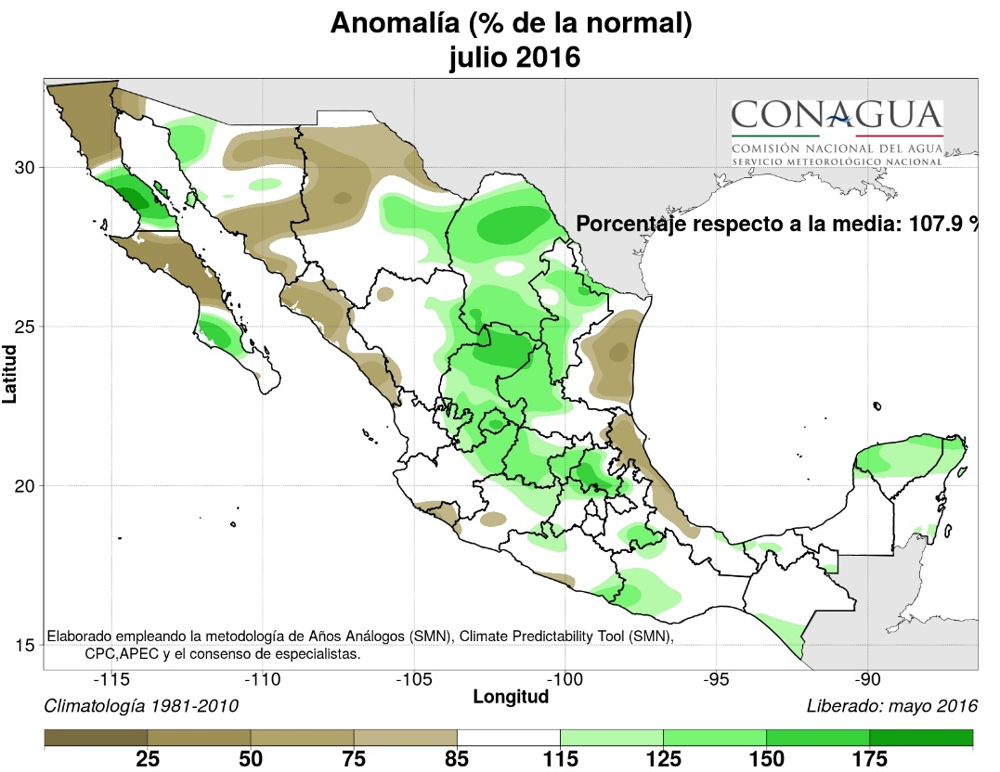 Anomalía (% de la normal)
julio 2016
CONAGUA
COMISIÓN NACIONAL DEL AGUA
SERVICIO METEOROLÓGICO NACIONAL
Porcentaje respecto a la media: 107.9 %
30
25
20
15
Latitud
Elaborado empleando la metodología de Años Análogos (SMN), Climate Predictability Tool (SMN),
CPC,APEC y el consenso de especialistas.
-115 -110 -105 -100 -95 -90
Longitud
Climatología 1981-2010 Liberado: mayo 2016
25 50 75 85 115 125 150 175